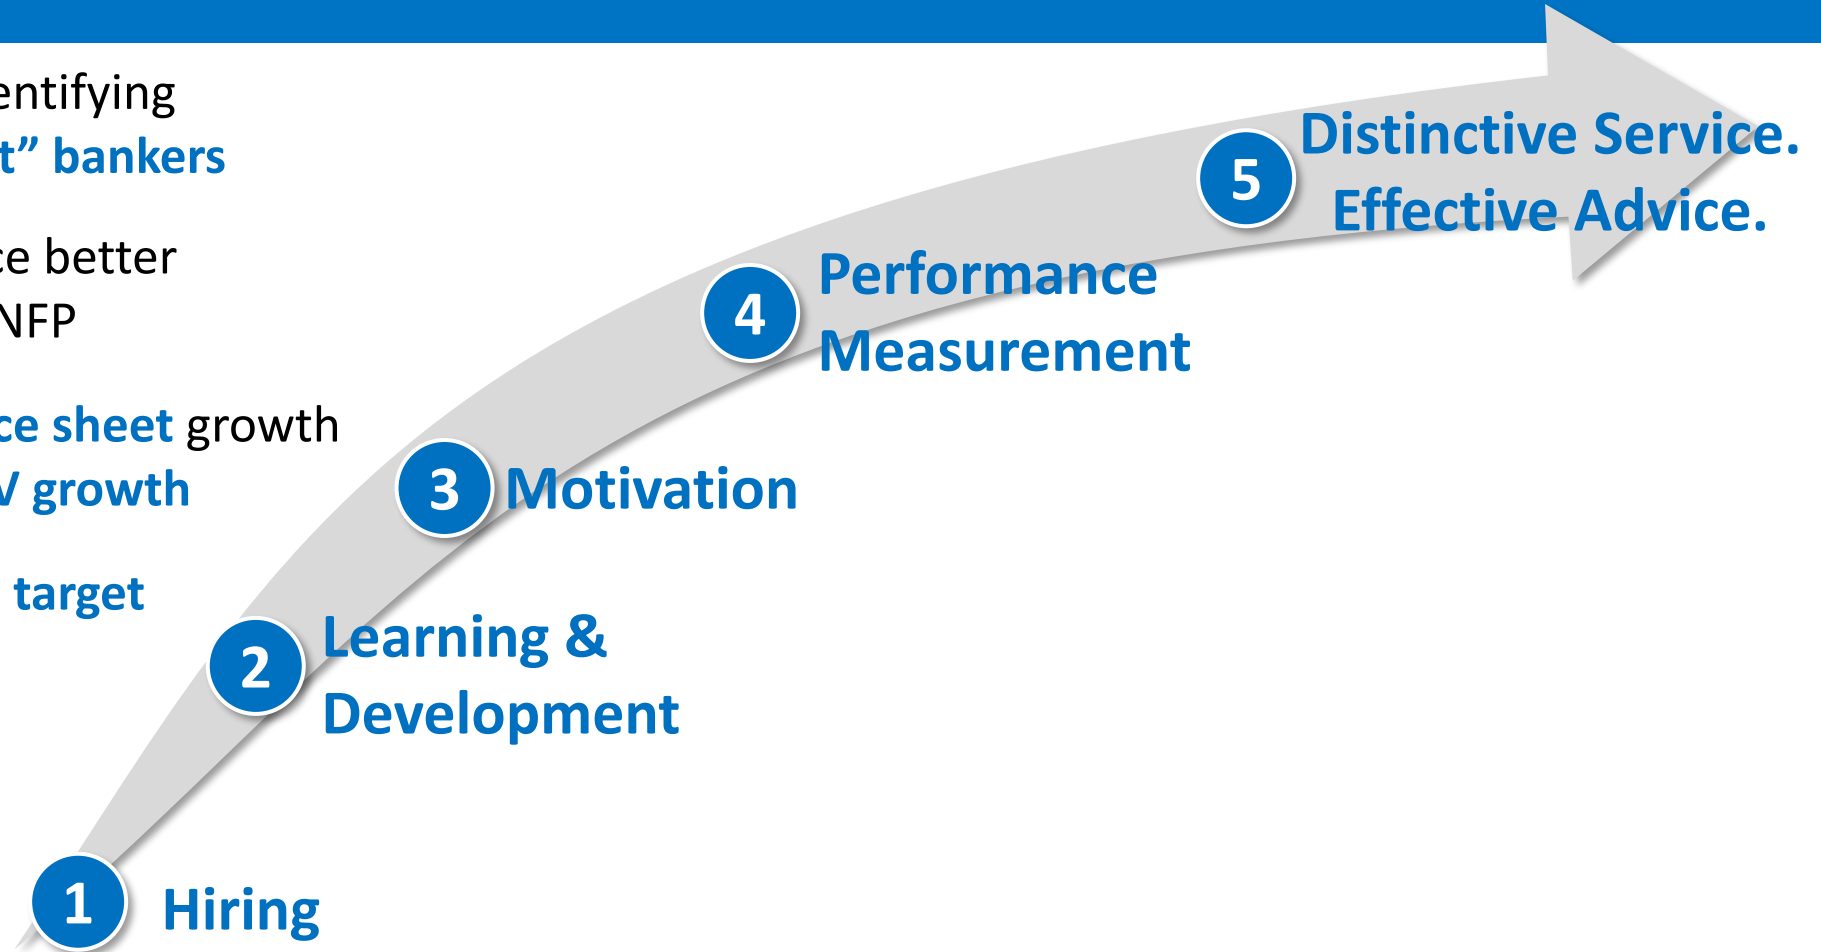 entifying
t” bankers
ce better
NFP
ce sheet growth
V growth
target
5
Distinctive Service.
Effective Advice.
4
Performance
Measurement
3
Motivation
2
Learning &
Development
1
Hiring